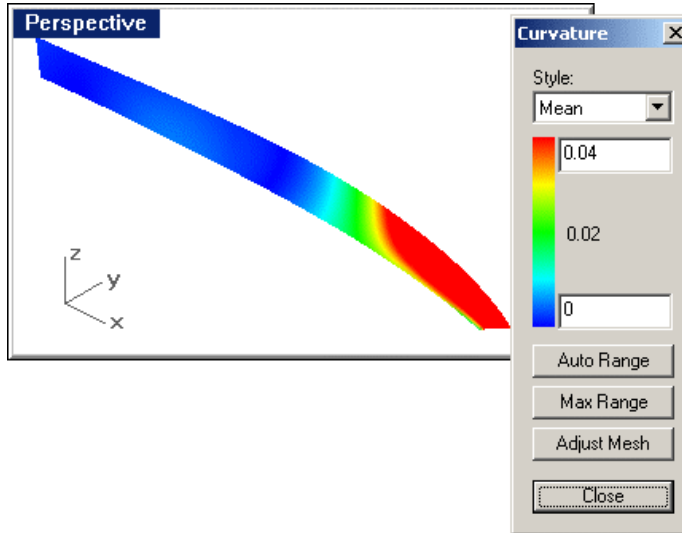 Perspective
z
y
x
Curvature
Style:
Mean
0.04
0.02
0
Auto Range
Max Range
Adjust Mesh
Close